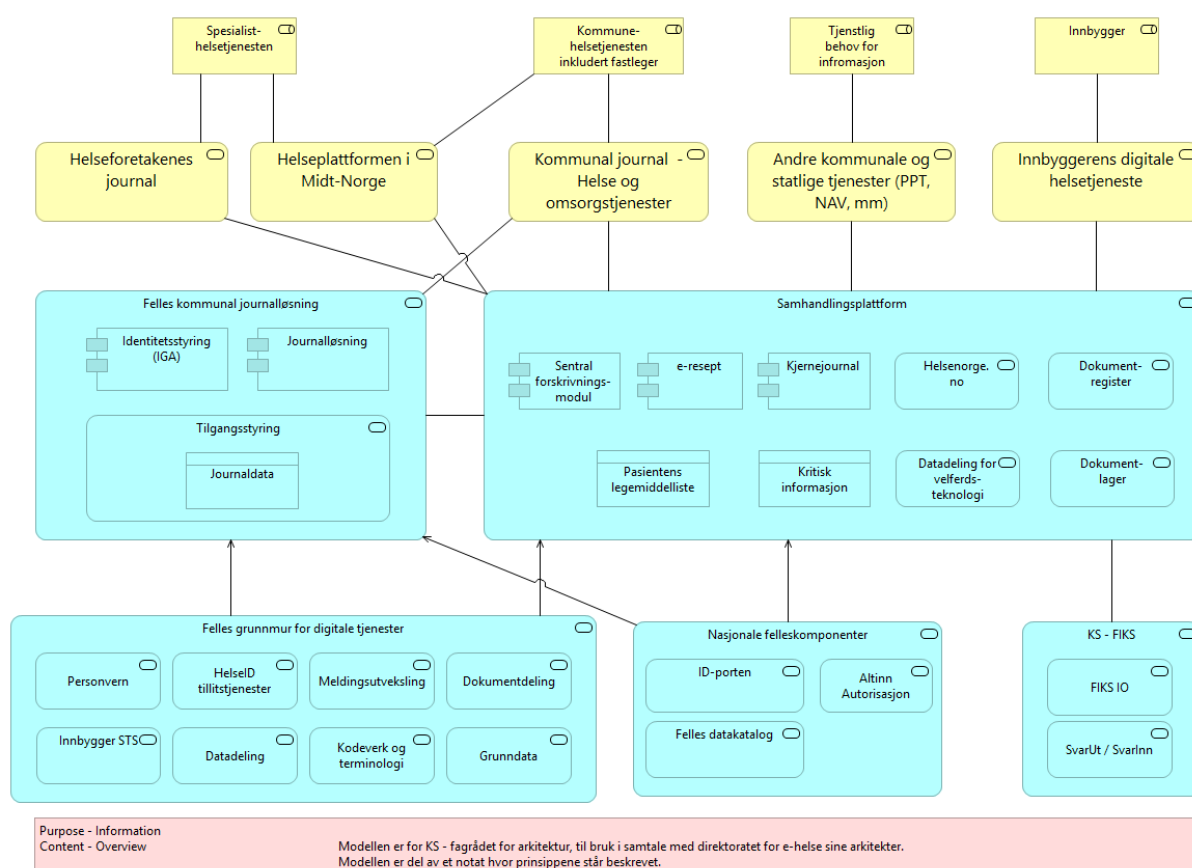 Spesialist-
helsetjenesten
Kommune-
helsetjenesten
inkludert fastleger
Tjenstlig
behov for
infromasjon
Innbygger
Helseforetakenes
journal
Helseplattformen i
Midt-Norge
Kommunal journal -
Helse og
omsorgstjenester
Andre kommunale og
statlige tjenester (PPT,
NAV, mm)
Innbyggerens digitale
helsetjeneste
Felles kommunal journalløsning
Identitetsstyring
(IGA)
Journalløsning
Tilgangsstyring
Journaldata
Samhandlingsplattform
Sentral
forskrivnings-
modul
e-resept
Kjernejournal
Helsenorge.
no
Dokument-
register
Pasientens
legemiddelliste
Kritisk
informasjon
Datadeling for
velferds-
teknologi
Dokument-
lager
Felles grunnmur for digitale tjenester
Personvern
HelseID
tillitstjenester
Meldingsutveksling
Dokumentdeling
Innbygger STS
Datadeling
Kodeverk og
terminologi
Grunndata
Nasjonale felleskomponenter
ID-porten
Altinn
Autorisasjon
Felles datakatalog
KS - FIKS
FIKS IO
SvarUt / SvarInn
Purpose - Information
Content - Overview
Modellen er for KS - fagrådet for arkitektur, til bruk i samtale med direktoratet for e-helse sine arkitekter.
Modellen er del av et notat hvor prinsippene står beskrevet.